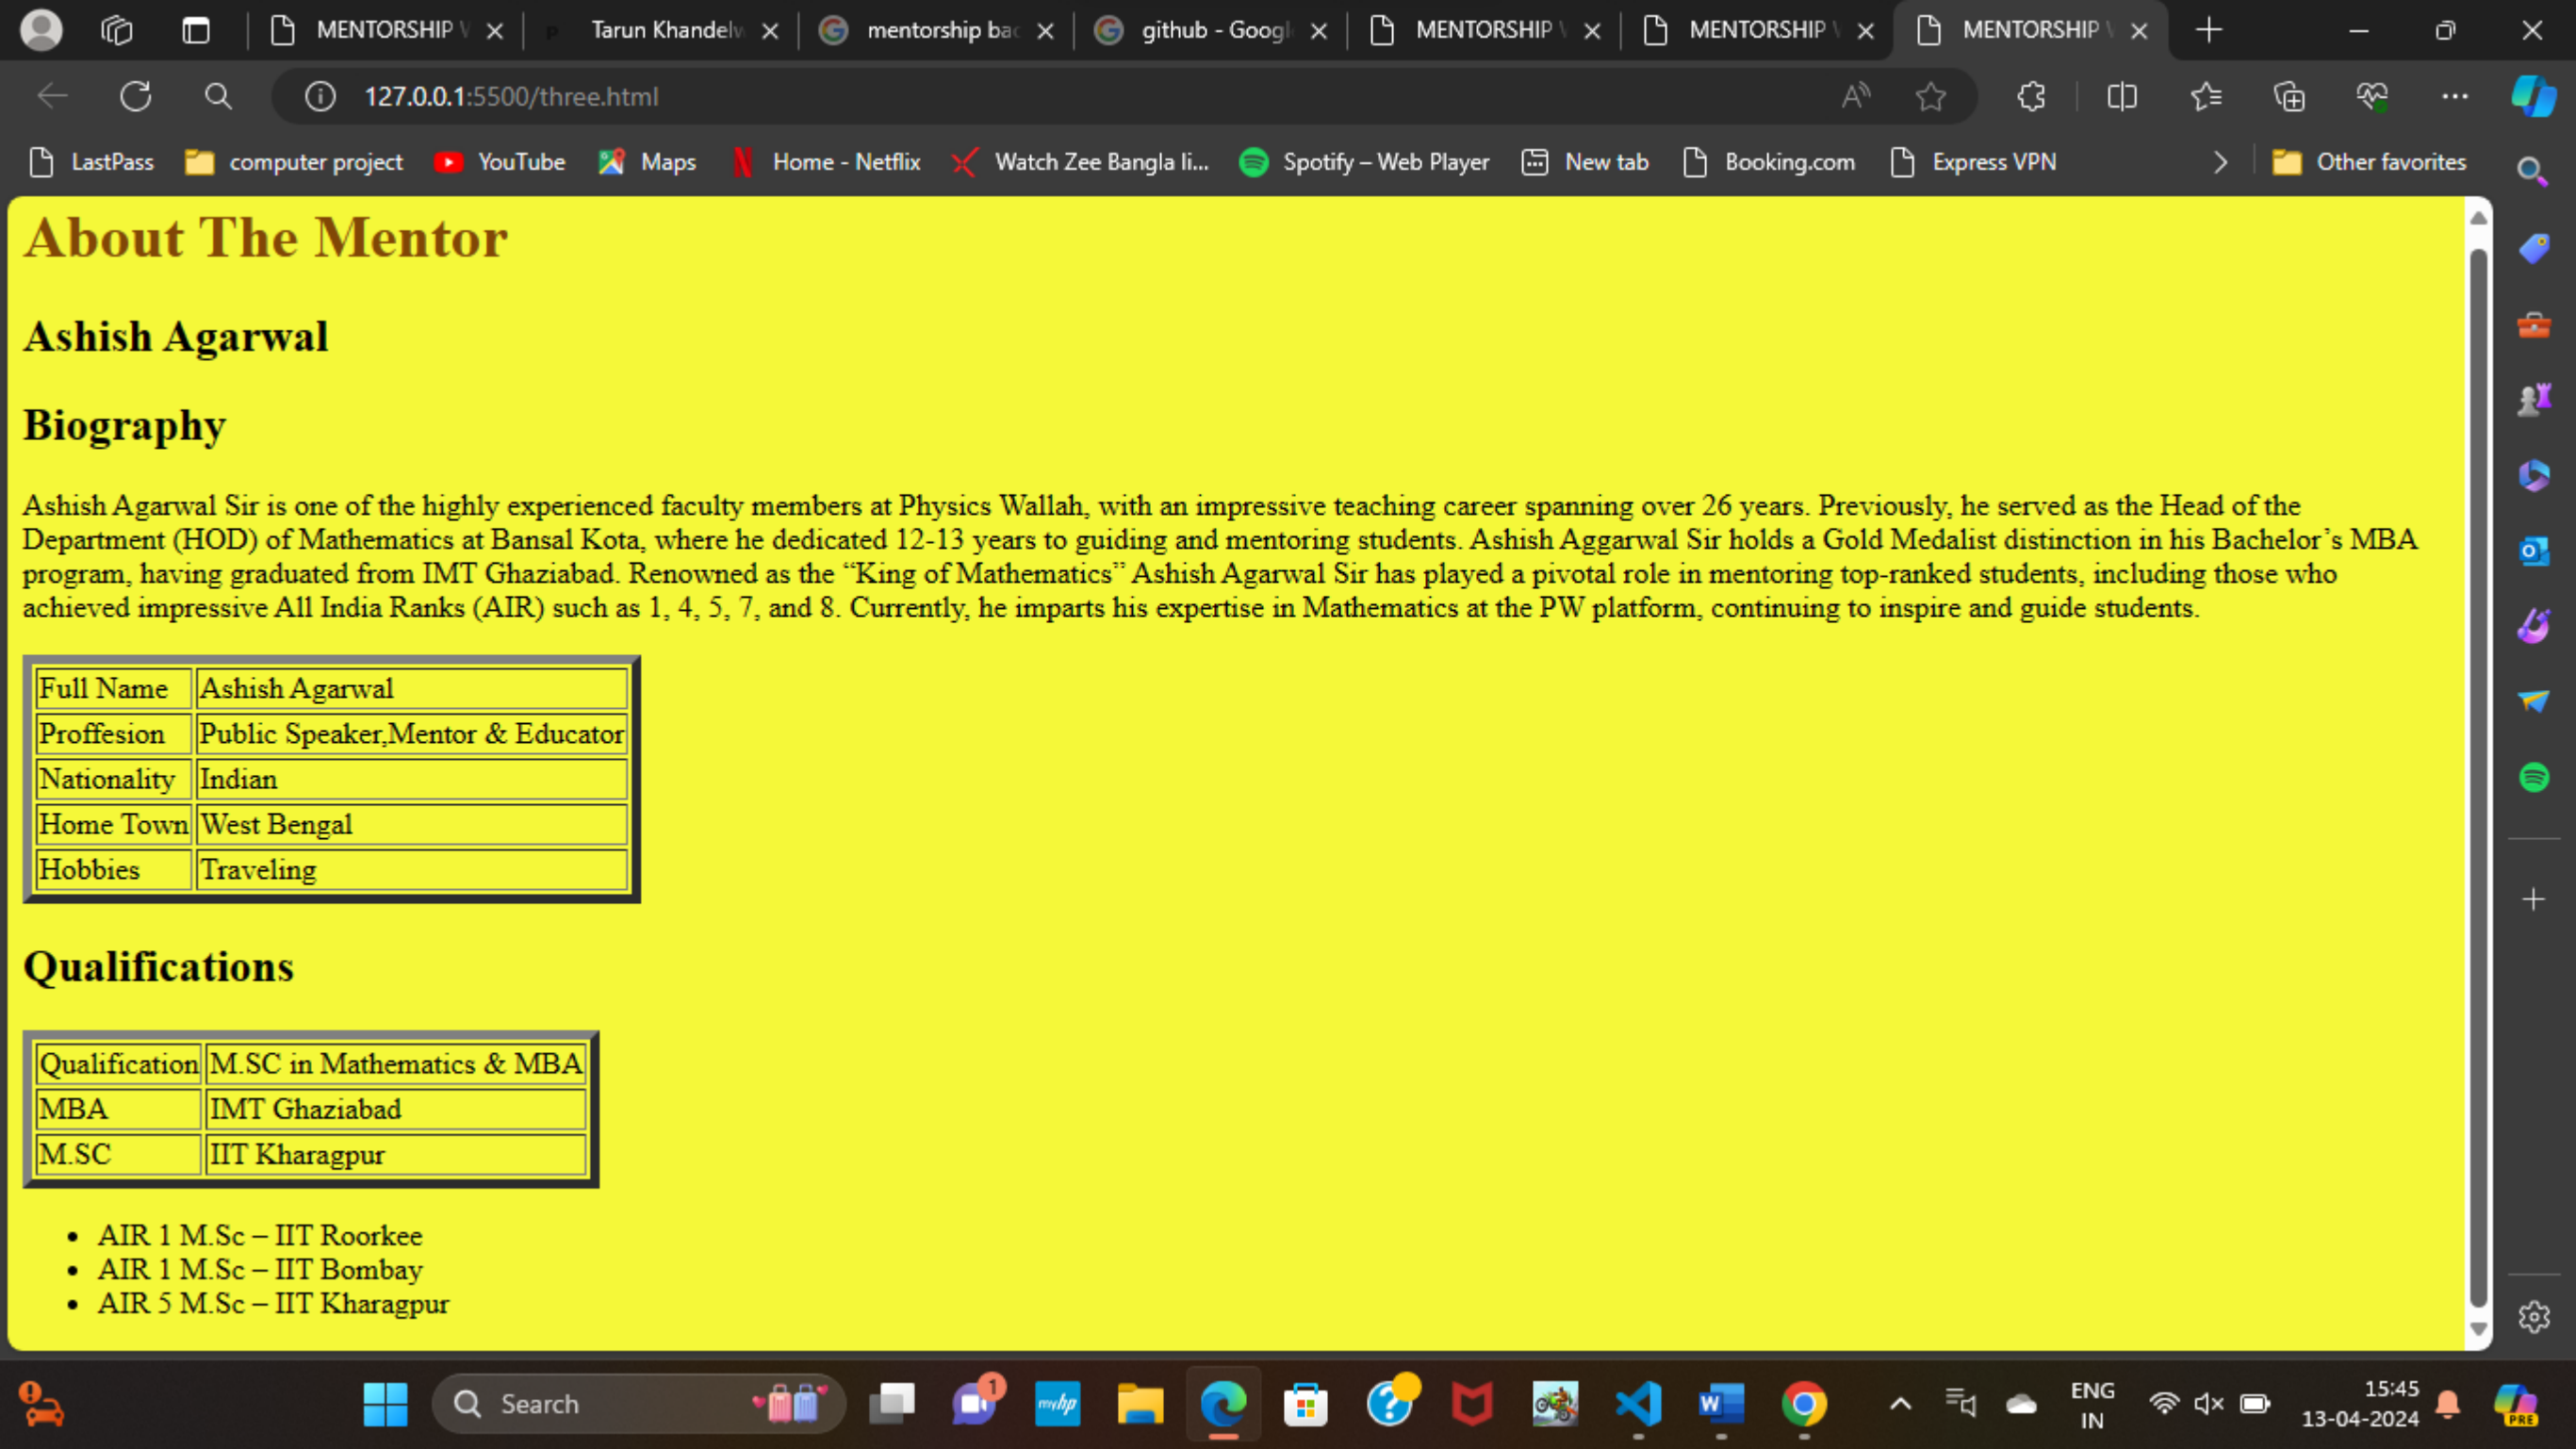 MENTORSHIP
Tarun Khandelw
mentorship bac
github - Googl
MENTORSHIP
MENTORSHIP
MENTORSHIP
127.0.0.1:5500/three.html
LastPass
computer project
YouTube
Maps
Home - Netflix
Watch Zee Bangla li...
Spotify – Web Player
New tab
Booking.com
Express VPN
Other favorites
About The Mentor
Ashish Agarwal
Biography
Ashish Agarwal Sir is one of the highly experienced faculty members at Physics Wallah, with an impressive teaching career spanning over 26 years. Previously, he served as the Head of the
Department (HOD) of Mathematics at Bansal Kota, where he dedicated 12-13 years to guiding and mentoring students. Ashish Aggarwal Sir holds a Gold Medalist distinction in his Bachelor’s MBA
program, having graduated from IMT Ghaziabad. Renowned as the “King of Mathematics” Ashish Agarwal Sir has played a pivotal role in mentoring top-ranked students, including those who
achieved impressive All India Ranks (AIR) such as 1, 4, 5, 7, and 8. Currently, he imparts his expertise in Mathematics at the PW platform, continuing to inspire and guide students.
Full Name Ashish Agarwal
Proffesion Public Speaker,Mentor & Educator
Nationality Indian
Home Town West Bengal
Hobbies Traveling
Qualifications
Qualification M.SC in Mathematics & MBA
MBA IMT Ghaziabad
M.SC IIT Kharagpur
• AIR 1 M.Sc – IIT Roorkee
• AIR 1 M.Sc – IIT Bombay
• AIR 5 M.Sc – IIT Kharagpur
Search
1
myhp
ENG
IN
15:45
13-04-2024
PRE